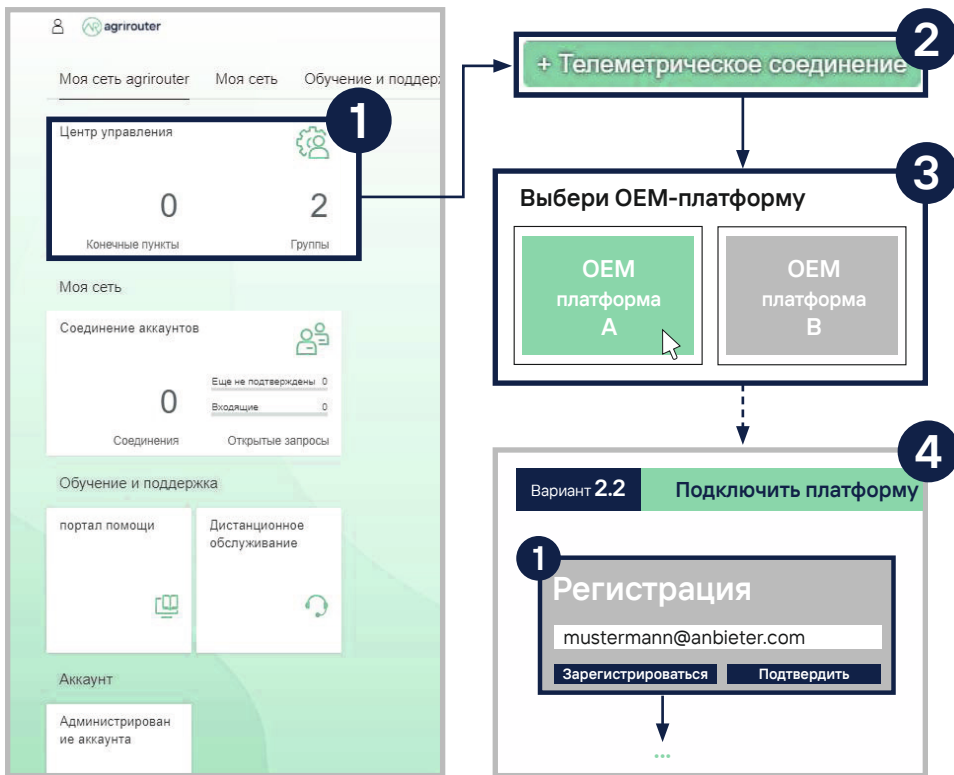 agrirouter
Моя сеть agrirouter Моя сеть Обучение и поддер
Центр управления
1
0 2
Конечные пункты Группы
Моя сеть
Соединение аккаунтов
Еще не подтверждены 0
Входящие 0
0
Соединения Открытые запросы
Обучение и поддержка
портал помощи
Дистанционное
обслуживание
Аккаунт
Администрирован
ие аккаунта
2
+ Телеметрическое соединение
3
Выбери OEM-платформу
OEM
платформа
A
OEM
платформа
B
4
Вариант 2.2 Подключить платформу
1
Регистрация
mustermann@anbieter.com
Зарегистрироваться Подтвердить
...